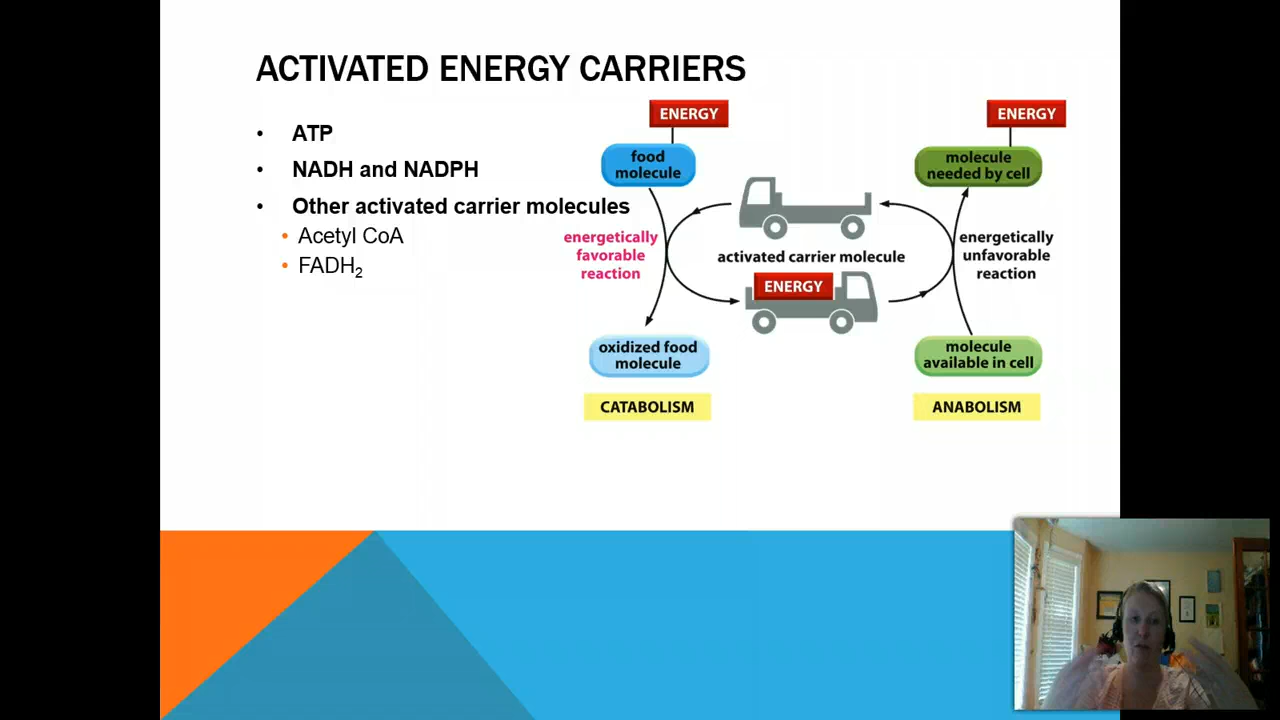 ACTIVATED ENERGY CARRIERS
• ATP
• NADH and NADPH
• Other activated carrier molecules
• Acetyl CoA
• FADH₂
ENERGY
food
molecule
energetically
favorable
reaction
oxidized food
molecule
CATABOLISM
activated carrier molecule
ENERGY
ENERGY
molecule
needed by cell
energetically
unfavorable
reaction
molecule
available in cell
ANABOLISM